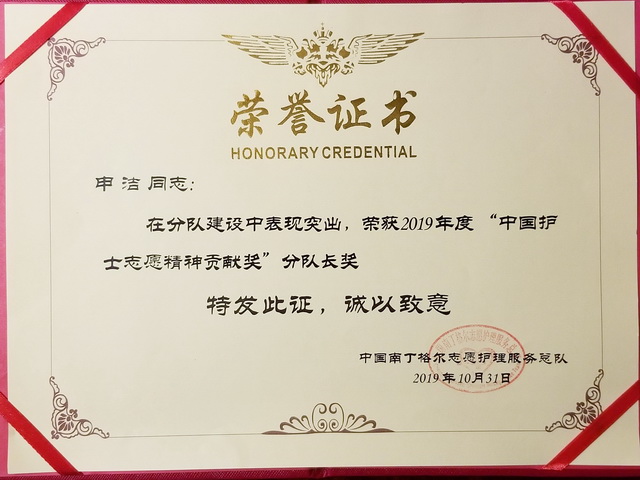 荣誉证书
HONORARY CREDENTIAL
申 洁 同志：
在分队建设中表现突出，荣获2019年度“中国护
士志愿精神贡献奖”分队长奖
特发此证，诚以致意
中国南丁格尔志愿护理服务总队
2019年10月31日